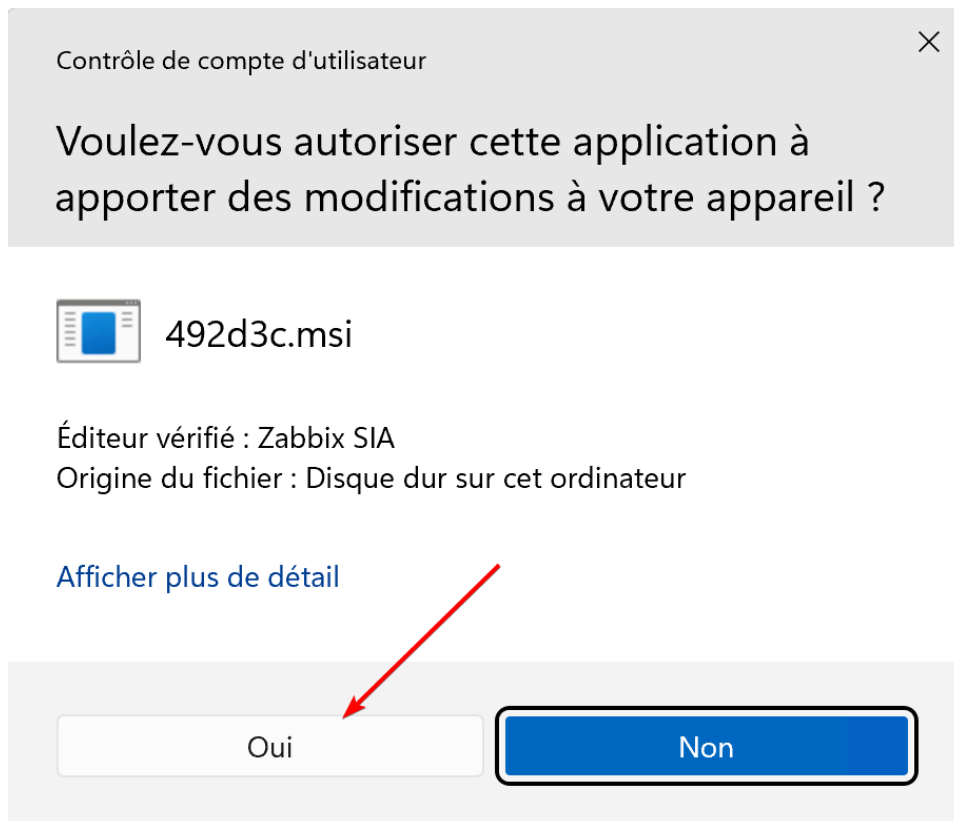 Contrôle de compte d'utilisateur
Voulez-vous autoriser cette application à
apporter des modifications à votre appareil ?
492d3c.msi
Éditeur vérifié : Zabbix SIA
Origine du fichier : Disque dur sur cet ordinateur
Afficher plus de détail
Oui
Non